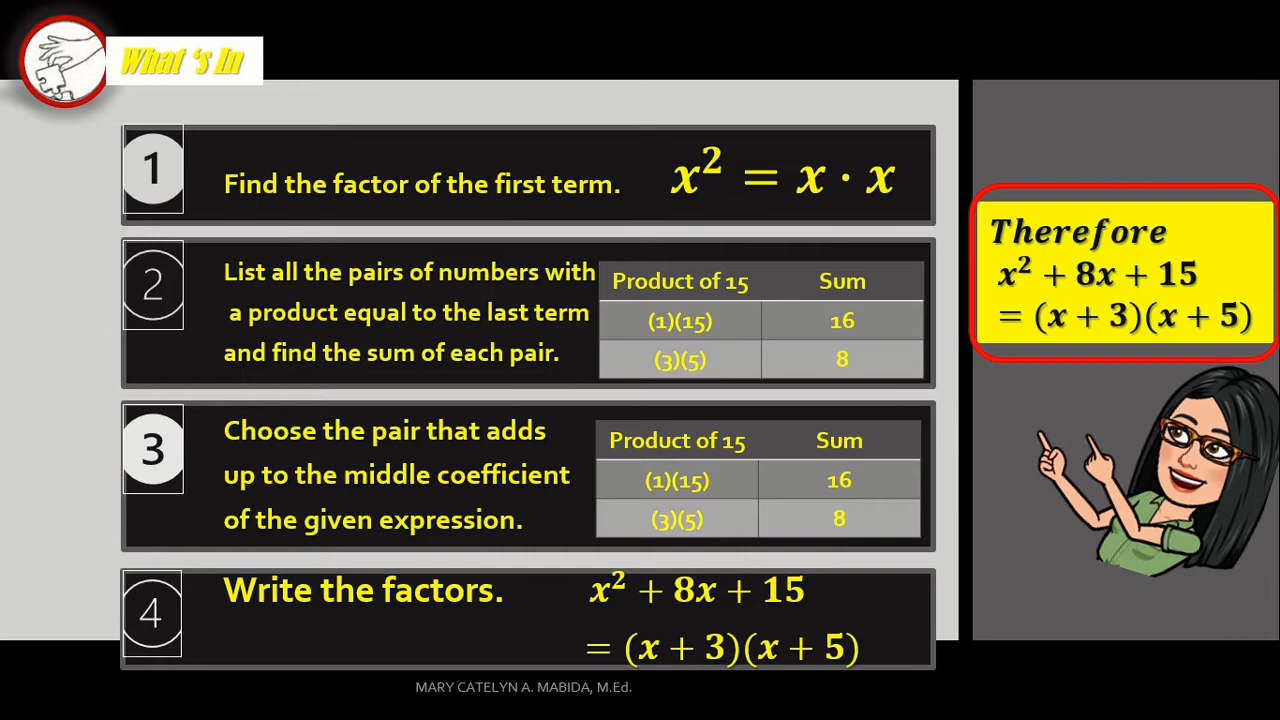 What 's In
1
Find the factor of the first term.
x² = x · x
2
List all the pairs of numbers with
a product equal to the last term
and find the sum of each pair.
Product of 15 Sum
(1)(15) 16
(3)(5) 8
3
Choose the pair that adds
up to the middle coefficient
of the given expression.
Product of 15 Sum
(1)(15) 16
(3)(5) 8
4
Write the factors.
x² + 8x + 15
= (x + 3)(x + 5)
Therefore
x² + 8x + 15
= (x + 3)(x + 5)
MARY CATELYN A. MABIDA, M.Ed.